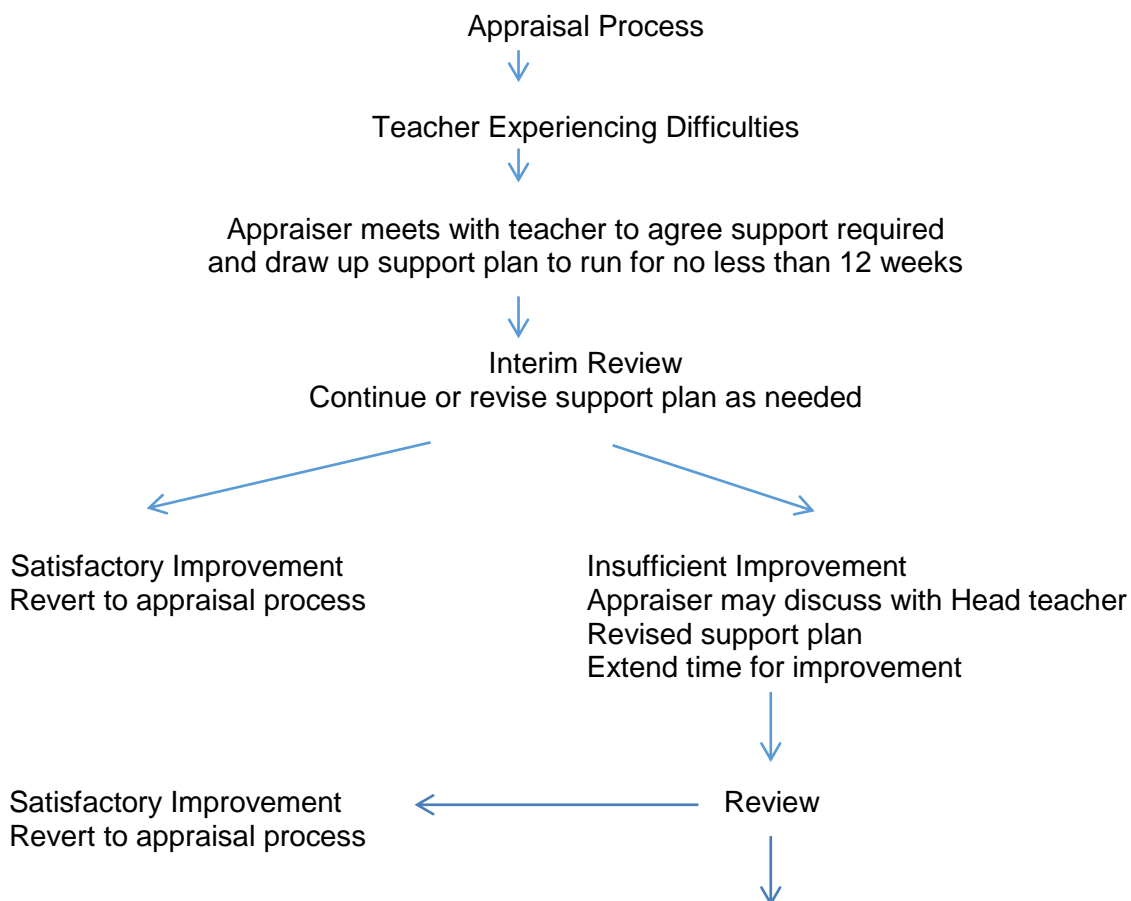 Appraisal Process
Teacher Experiencing Difficulties
Appraiser meets with teacher to agree support required
and draw up support plan to run for no less than 12 weeks
Interim Review
Continue or revise support plan as needed
Satisfactory Improvement
Revert to appraisal process
Insufficient Improvement
Appraiser may discuss with Head teacher
Revised support plan
Extend time for improvement
Satisfactory Improvement
Revert to appraisal process
Review